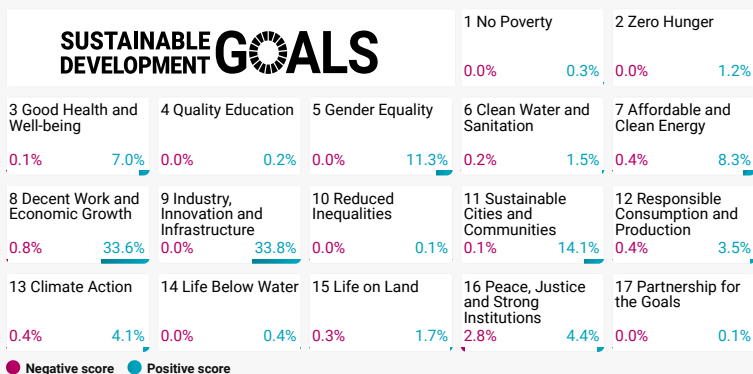 SUSTAINABLE
DEVELOPMENT
GOALS
1 No Poverty
0.0% 0.3%
2 Zero Hunger
0.0% 1.2%
3 Good Health and
Well-being
0.1% 7.0%
4 Quality Education
0.0% 0.2%
5 Gender Equality
0.0% 11.3%
6 Clean Water and
Sanitation
0.2% 1.5%
7 Affordable and
Clean Energy
0.4% 8.3%
8 Decent Work and
Economic Growth
0.8% 33.6%
9 Industry,
Innovation and
Infrastructure
0.0% 33.8%
10 Reduced
Inequalities
0.0% 0.1%
11 Sustainable
Cities and
Communities
0.1% 14.1%
12 Responsible
Consumption and
Production
0.4% 3.5%
13 Climate Action
0.4% 4.1%
14 Life Below Water
0.0% 0.4%
15 Life on Land
0.3% 1.7%
16 Peace, Justice
and Strong
Institutions
2.8% 4.4%
17 Partnership for
the Goals
0.0% 0.1%
Negative score Positive score